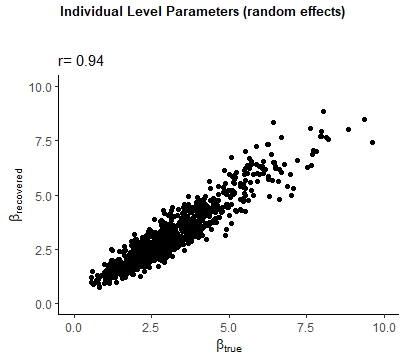 Individual Level Parameters (random effects)
r= 0.94
10.0
7.5
5.0
2.5
0.0
βrecovered
0.0 2.5 5.0 7.5 10.0
βtrue